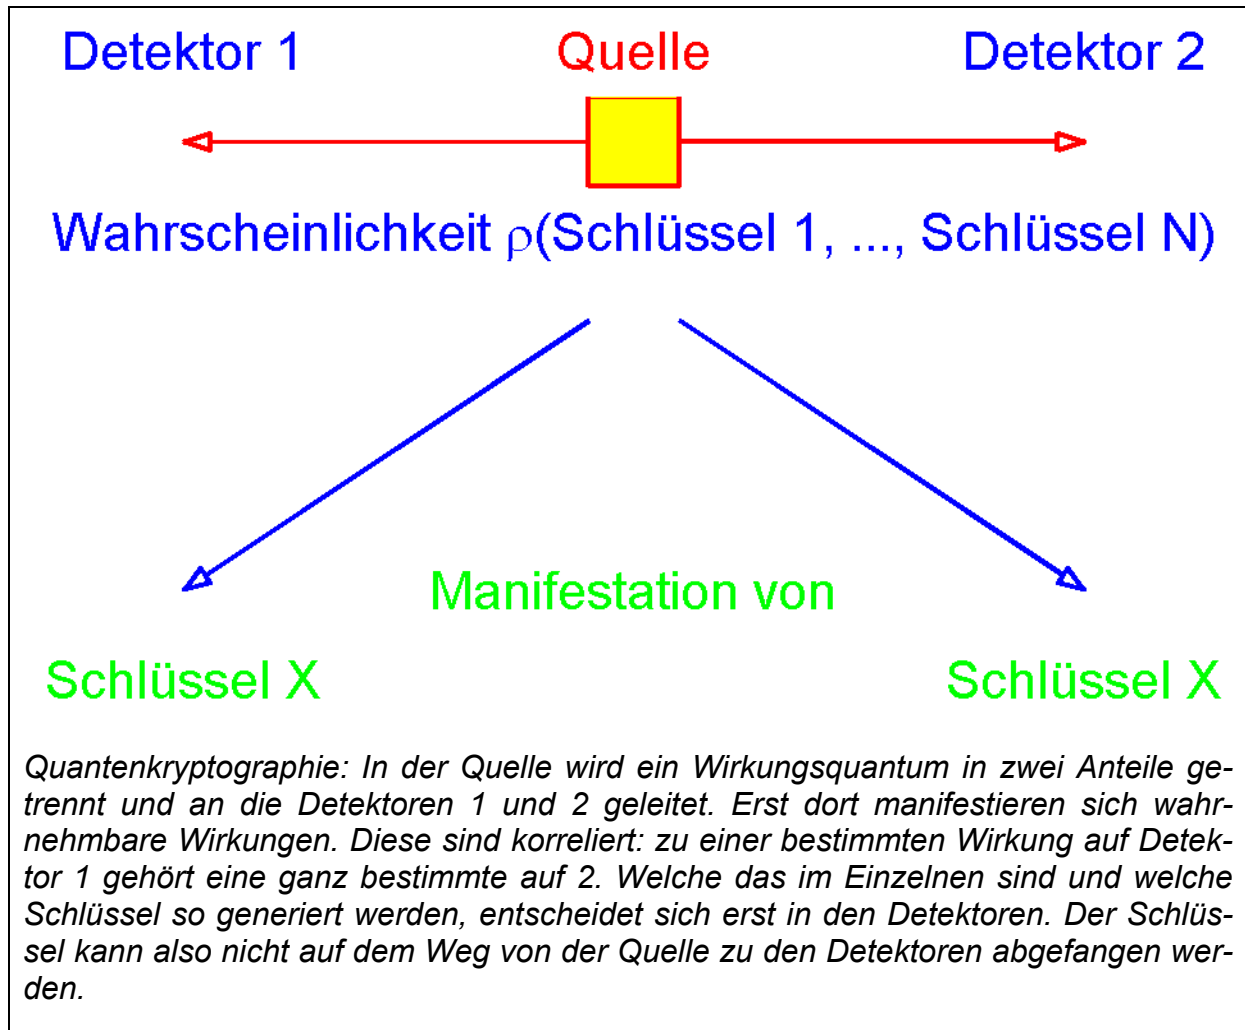 Detektor 1 Quelle Detektor 2
Wahrscheinlichkeit ρ(Schlüssel 1, ..., Schlüssel N)
Manifestation von
Schlüssel X Schlüssel X
Quantenkryptographie: In der Quelle wird ein Wirkungsquantum in zwei Anteile ge-
trennt und an die Detektoren 1 und 2 geleitet. Erst dort manifestieren sich wahr-
nehmbare Wirkungen. Diese sind korreliert: zu einer bestimmten Wirkung auf Detek-
tor 1 gehört eine ganz bestimmte auf 2. Welche das im Einzelnen sind und welche
Schlüssel so generiert werden, entscheidet sich erst in den Detektoren. Der Schlüs-
sel kann also nicht auf dem Weg von der Quelle zu den Detektoren abgefangen wer-
den.